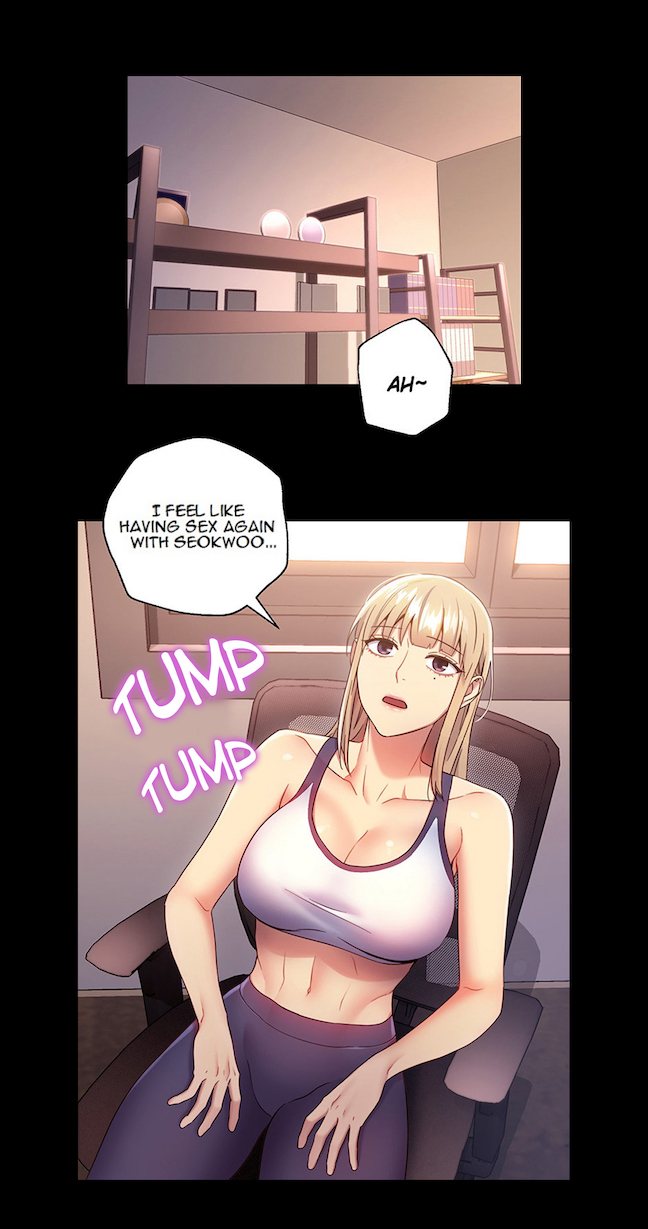 AH~
I FEEL LIKE
HAVING SEX AGAIN
WITH SEOKWOO...
TUMP
TUMP